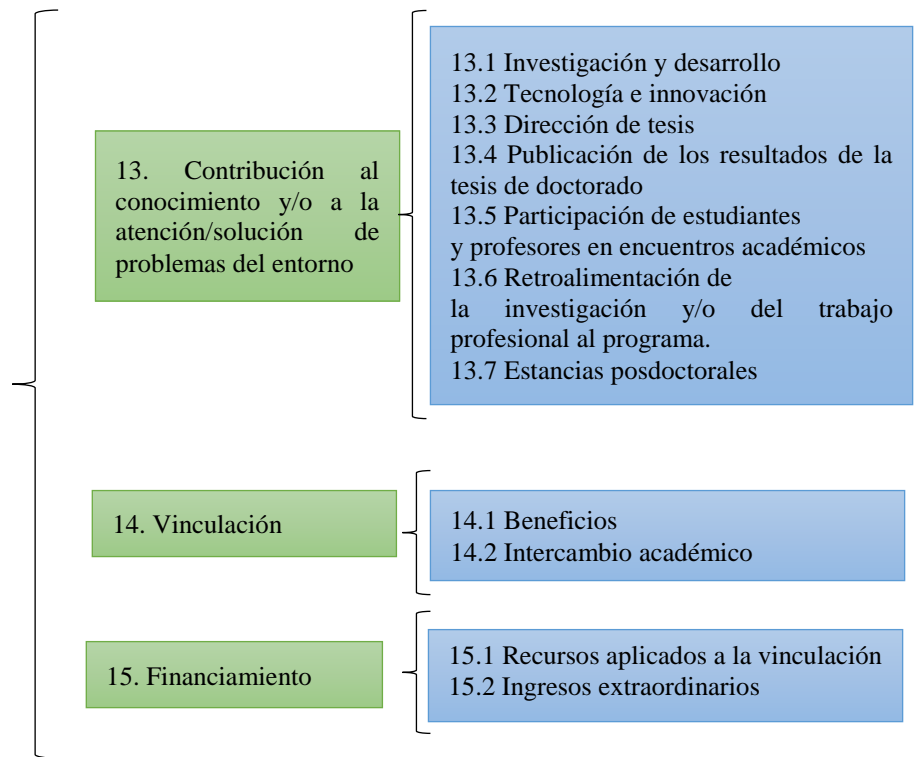 13. Contribución al
conocimiento y/o a la
atención/solución de
problemas del entorno
13.1 Investigación y desarrollo
13.2 Tecnología e innovación
13.3 Dirección de tesis
13.4 Publicación de los resultados de la
tesis de doctorado
13.5 Participación de estudiantes
y profesores en encuentros académicos
13.6 Retroalimentación de
la investigación y/o del trabajo
profesional al programa.
13.7 Estancias posdoctorales
14. Vinculación
14.1 Beneficios
14.2 Intercambio académico
15. Financiamiento
15.1 Recursos aplicados a la vinculación
15.2 Ingresos extraordinarios